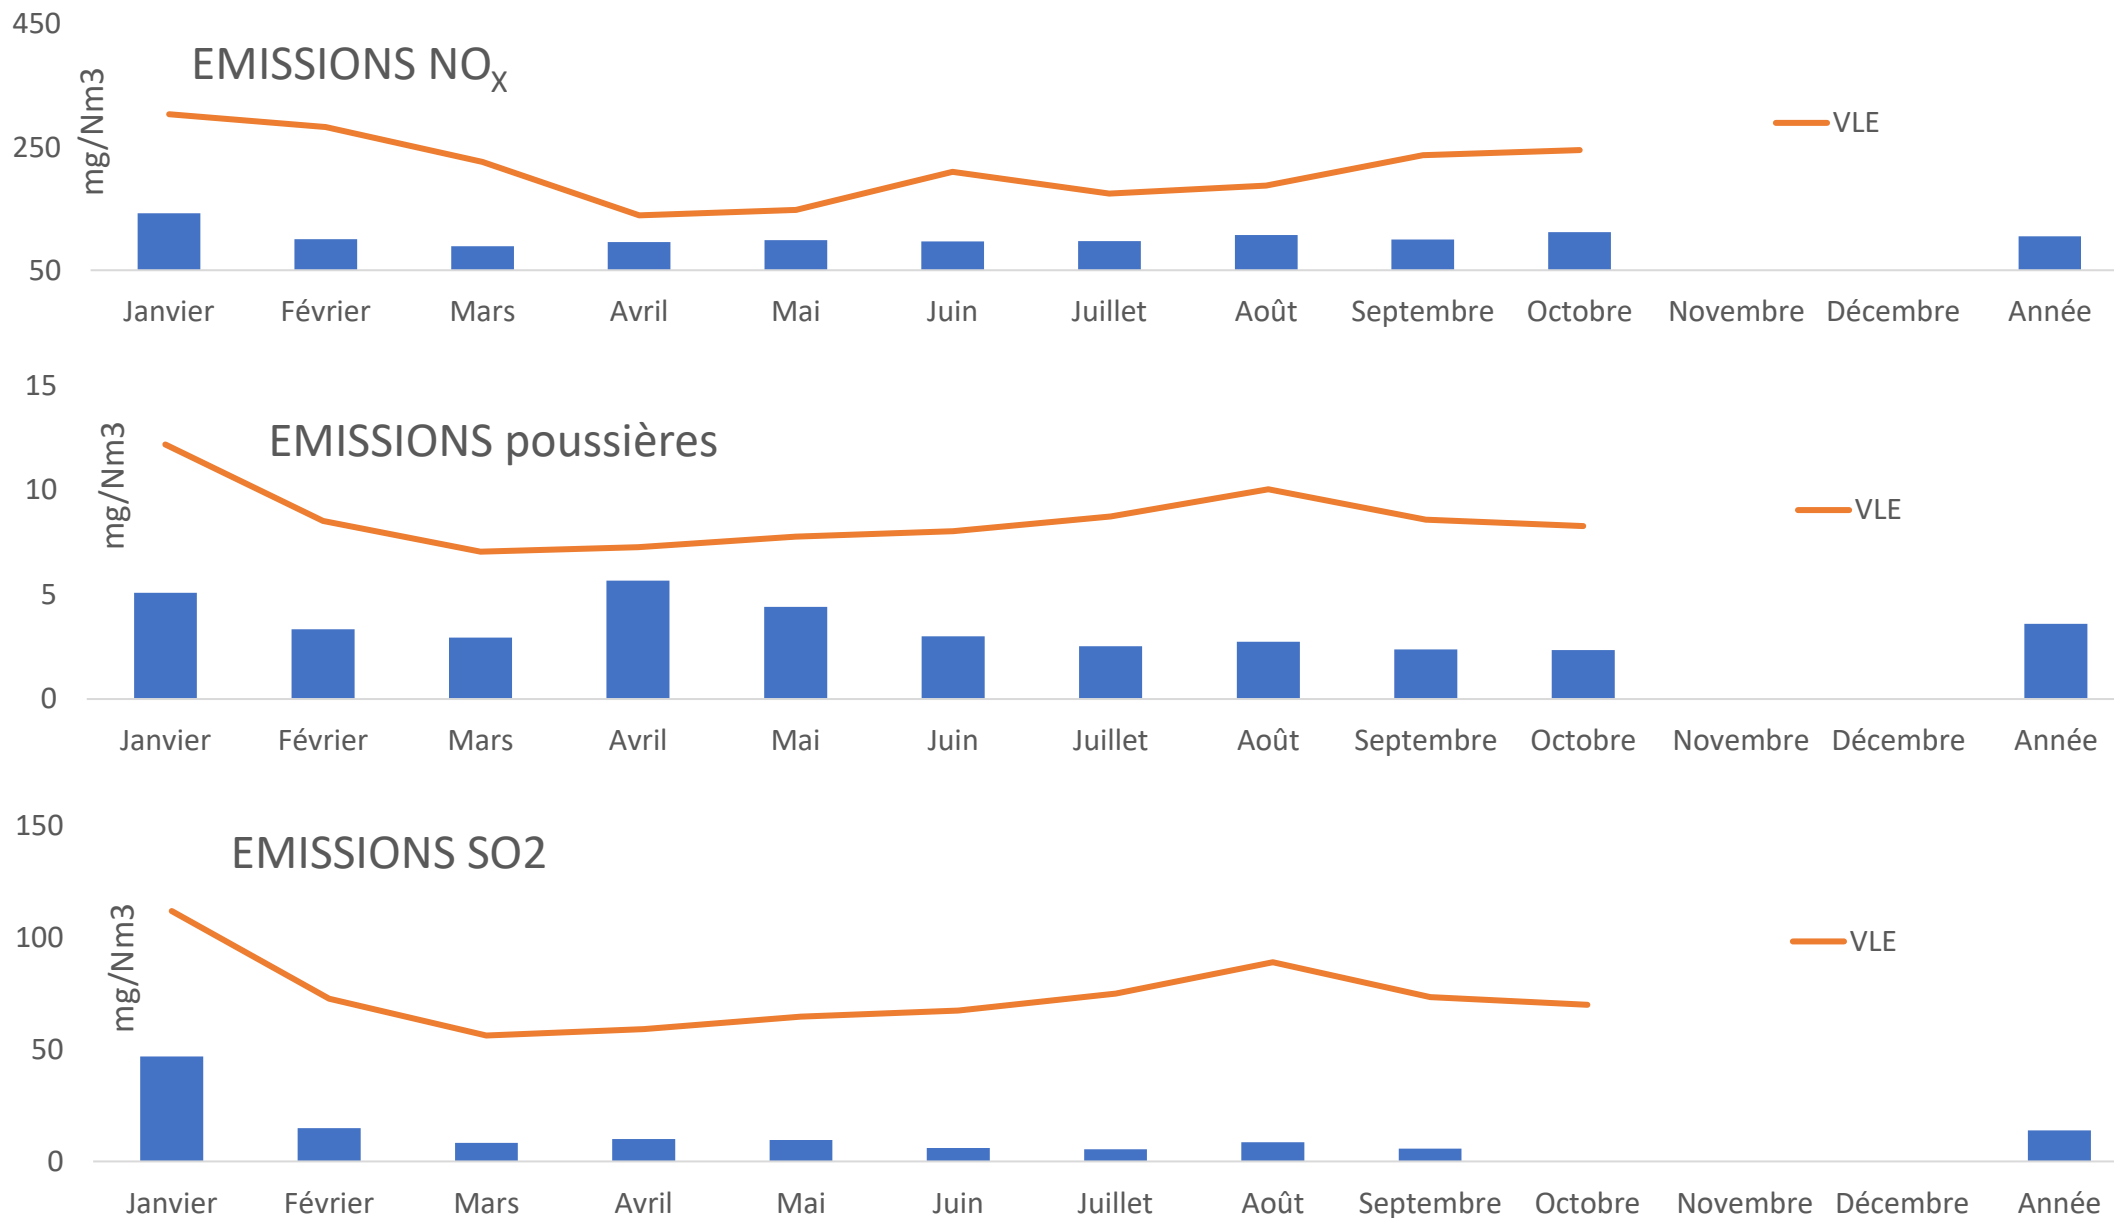 450
EMISSIONS NOX
mg/Nm3
VLE
250
50
Janvier Février Mars Avril Mai Juin Juillet Août Septembre Octobre Novembre Décembre Année
15
EMISSIONS poussières
mg/Nm3
10
VLE
5
0
Janvier Février Mars Avril Mai Juin Juillet Août Septembre Octobre Novembre Décembre Année
150
EMISSIONS SO2
mg/Nm3
100
VLE
50
0
Janvier Février Mars Avril Mai Juin Juillet Août Septembre Octobre Novembre Décembre Année